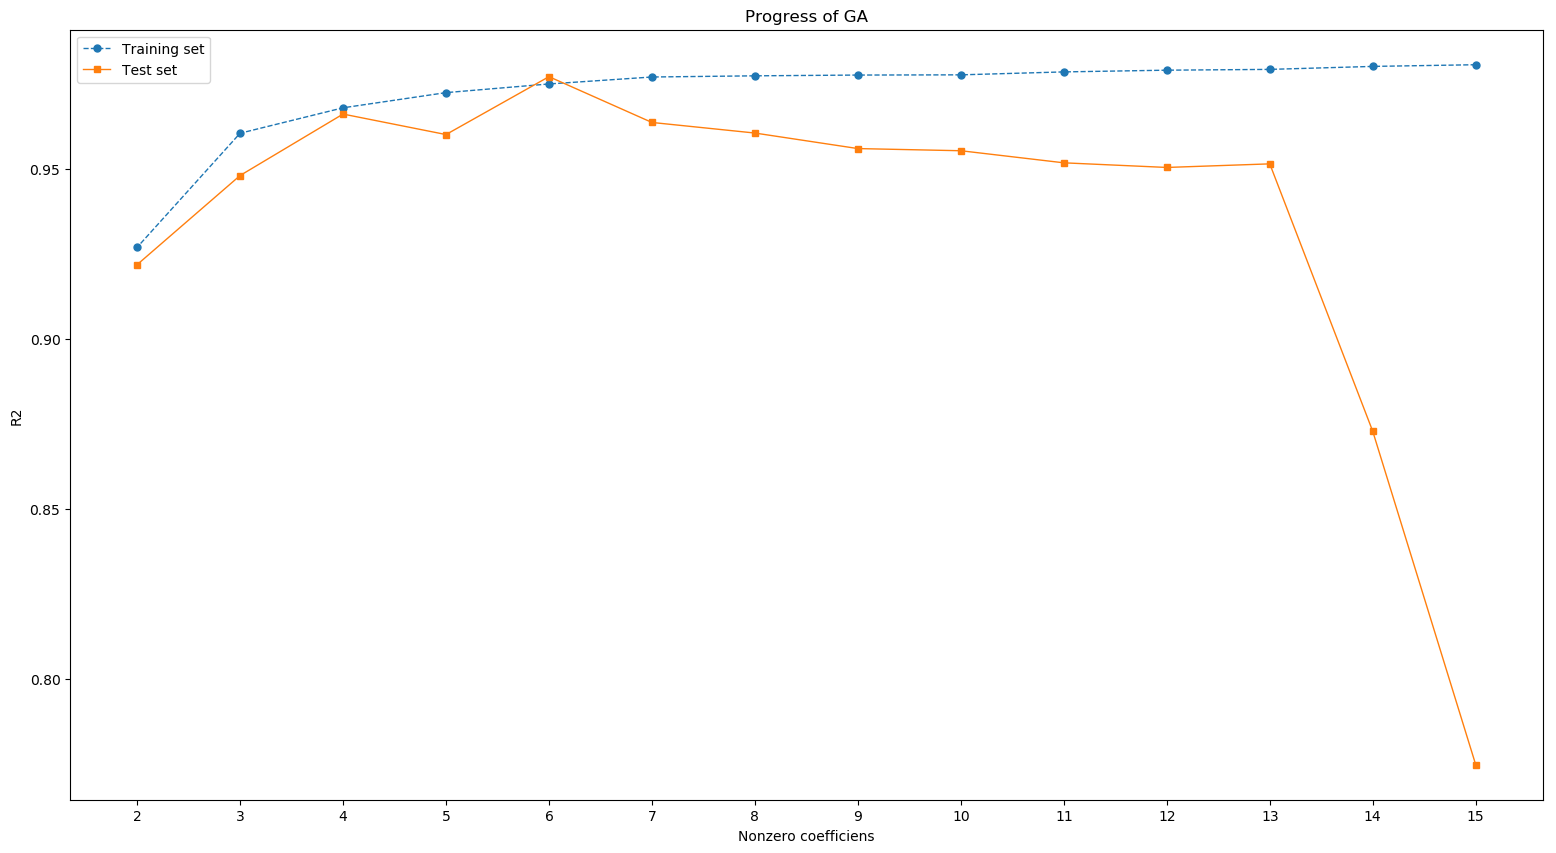 Progress of GA
Training set
Test set
0.95
0.90
0.85
0.80
R2
2 3 4 5 6 7 8 9 10 11 12 13 14 15
Nonzero coefficiens